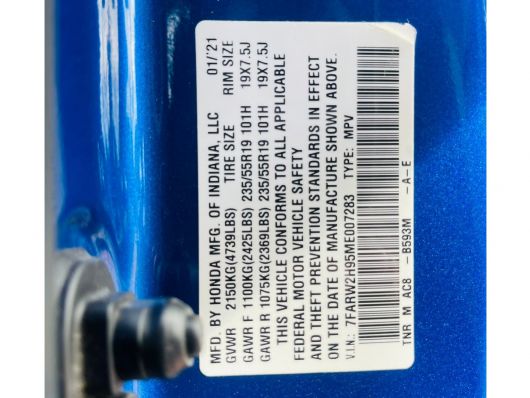 MFD. BY HONDA MFG. OF INDIANA, LLC 01/'21
GVWR 2150KG(4739LBS) TIRE SIZE RIM SIZE
GAWR F 1100KG(2425LBS) 235/55R19 101H 19X7.5J
GAWR R 1075KG(2369LBS) 235/55R19 101H 19X7.5J
THIS VEHICLE CONFORMS TO ALL APPLICABLE
FEDERAL MOTOR VEHICLE SAFETY
AND THEFT PREVENTION STANDARDS IN EFFECT
ON THE DATE OF MANUFACTURE SHOWN ABOVE.
V.I.N.: 7FARW2H95ME007283 TYPE: MPV
TNR M AC8 - B593M - A - E